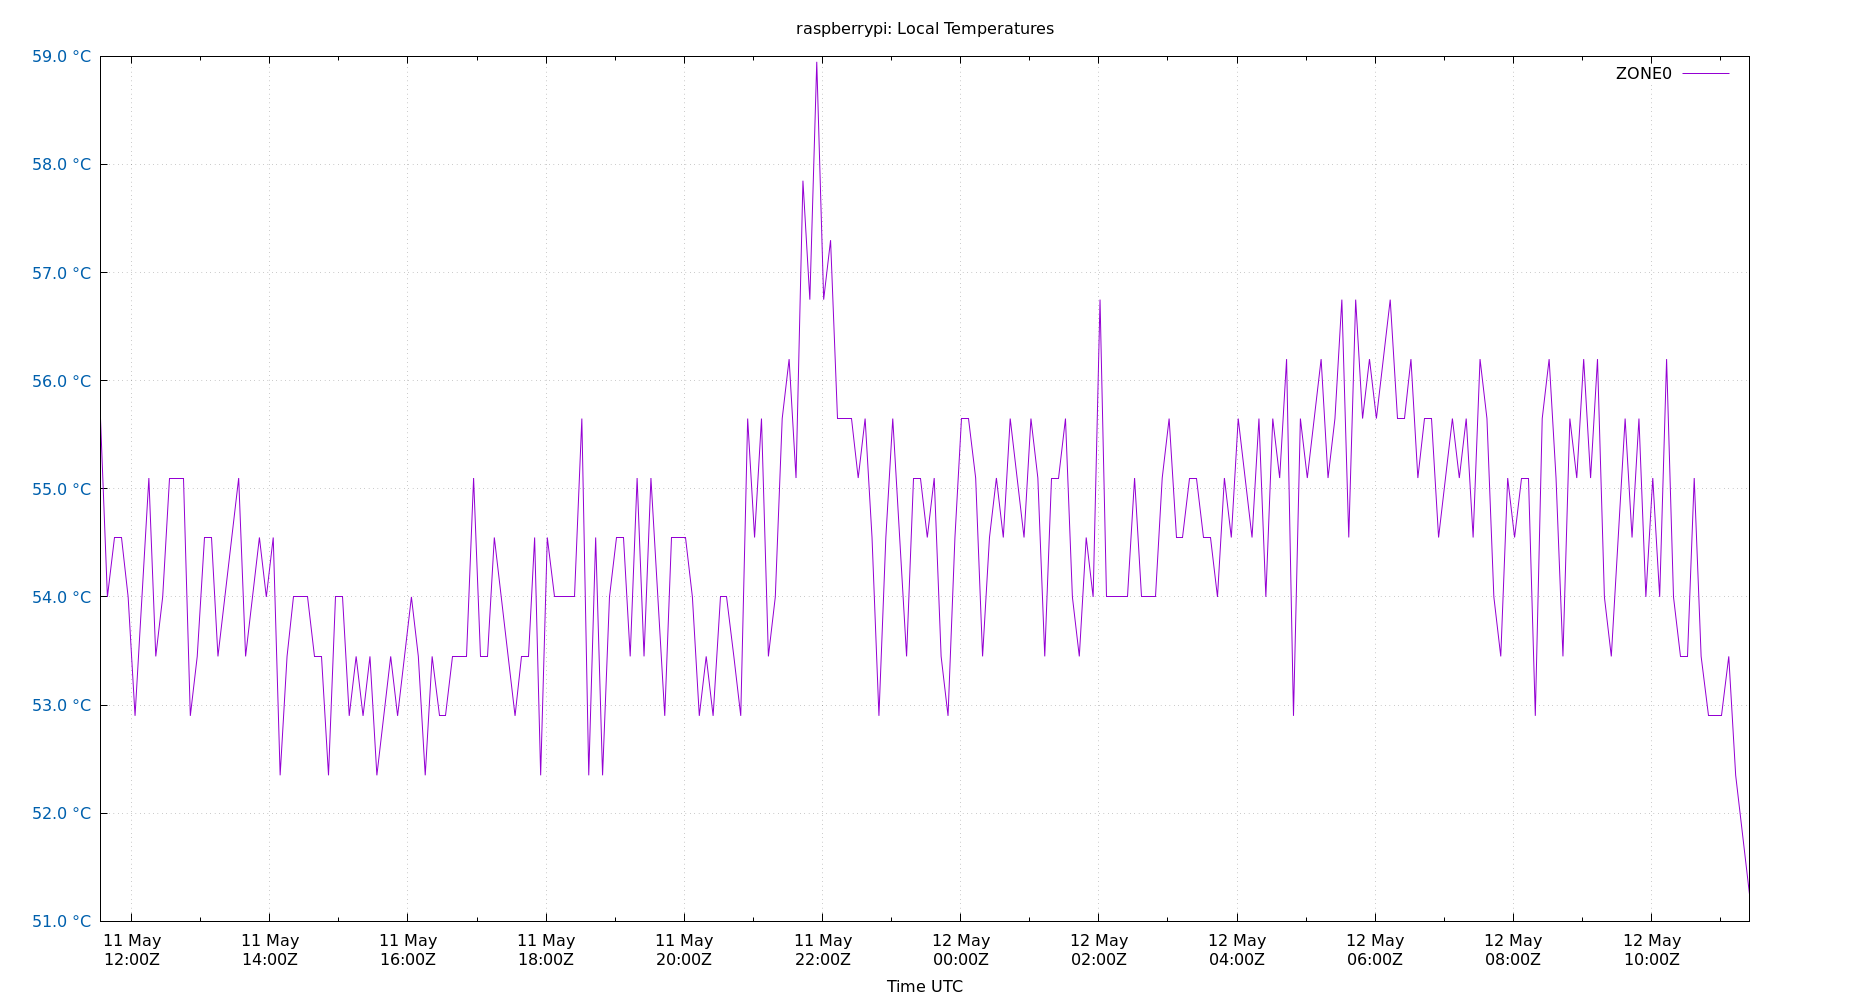 raspberrypi: Local Temperatures
59.0 °C
ZONE0
58.0 °C
57.0 °C
56.0 °C
55.0 °C
54.0 °C
53.0 °C
52.0 °C
51.0 °C
11 May 11 May 11 May 11 May 11 May 11 May 12 May 12 May 12 May 12 May 12 May 12 May
12:00Z 14:00Z 16:00Z 18:00Z 20:00Z 22:00Z 00:00Z 02:00Z 04:00Z 06:00Z 08:00Z 10:00Z
Time UTC